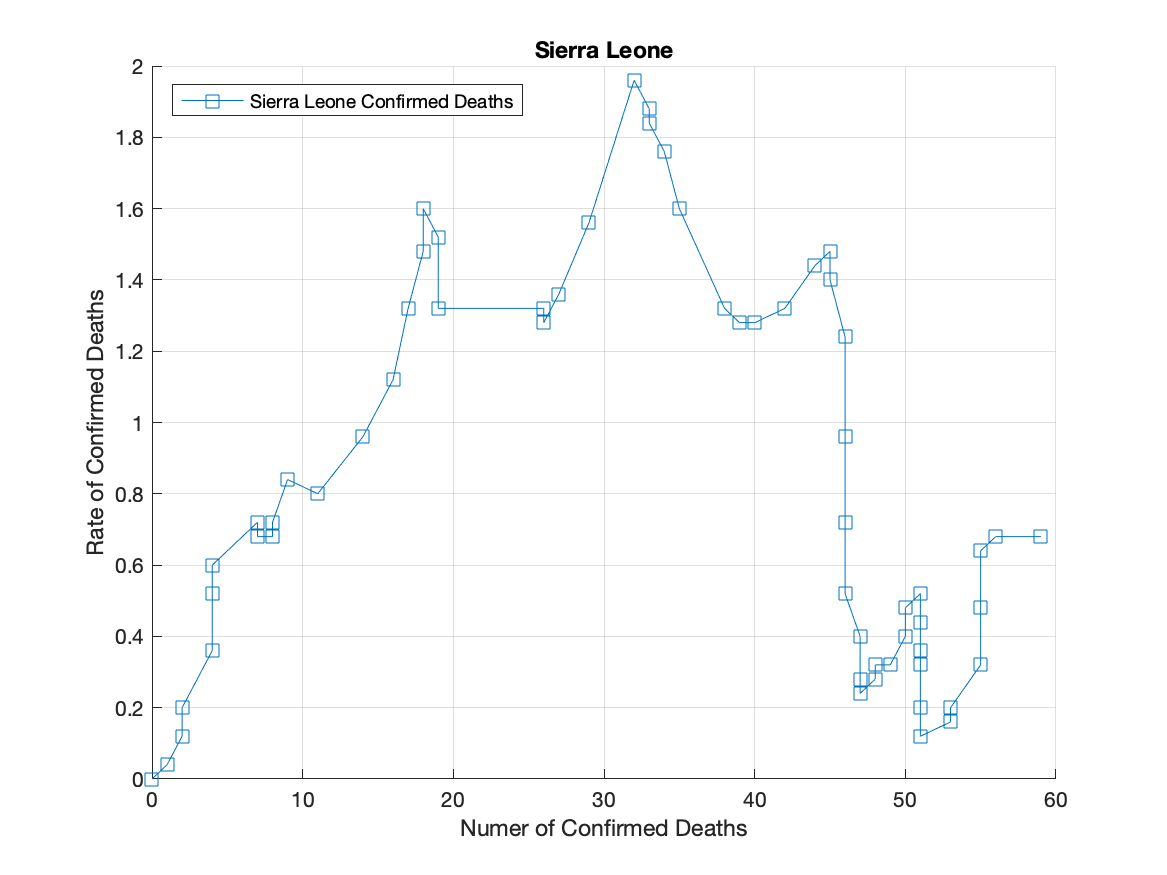 Sierra Leone
Sierra Leone Confirmed Deaths
2
1.8
1.6
1.4
1.2
1
0.8
0.6
0.4
0.2
0
Rate of Confirmed Deaths
0 10 20 30 40 50 60
Numer of Confirmed Deaths